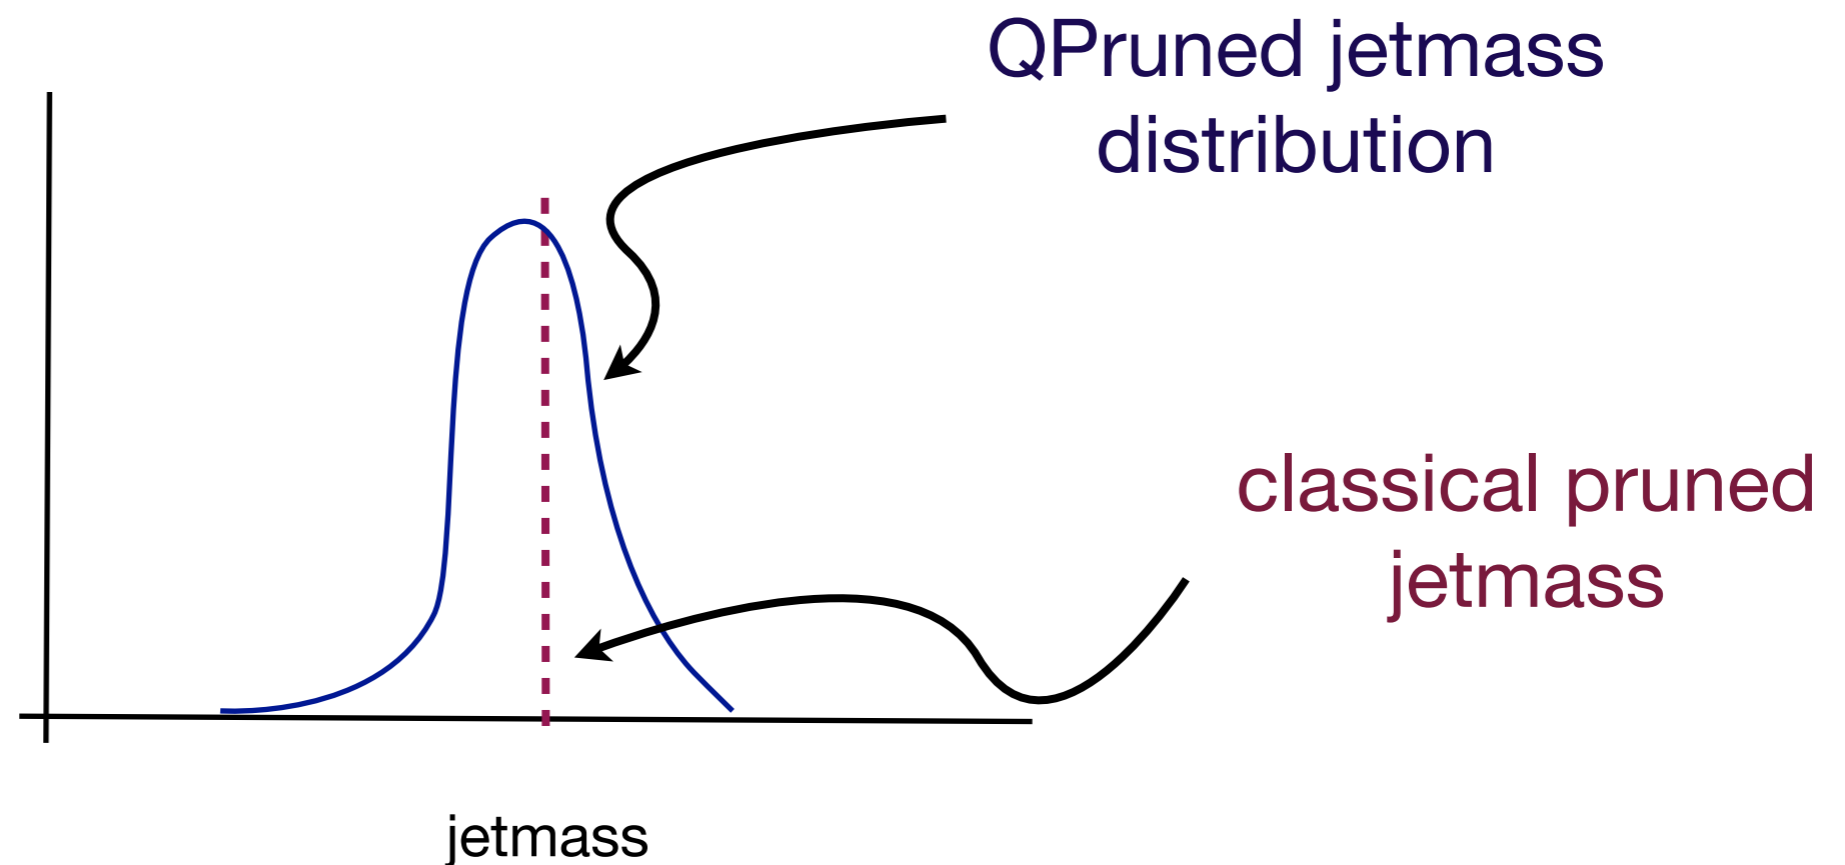 QPruned jetmass
distribution
classical pruned
jetmass
jetmass